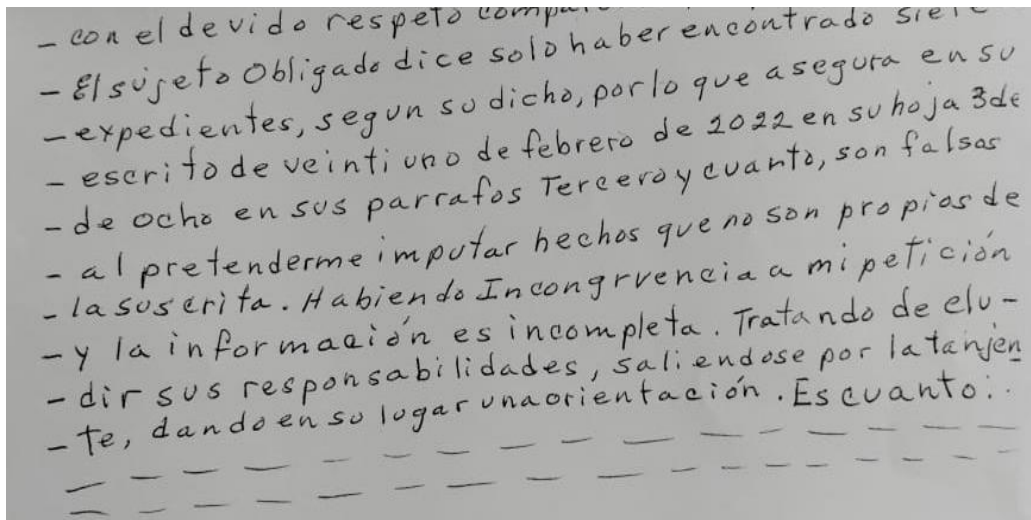 - con el devido respeto
- El sujeto Obligado dice solo haber encontrado siete
- expedientes, segun su dicho, por lo que asegura en su
- escrito de veintiuno de febrero de 2022 en su hoja 3 de
- de ocho en sus parrafos Tercero y cuanto, son falsos
- al pretenderme imputar hechos que no son propios de
- la suscrita. Habiendo Incongruencia a mi petición
- y la información es incompleta. Tratando de elu-
- dir sus responsabilidades, saliendose por la tanjen
- te, dando en su lugar una orientación. Es cuanto:.